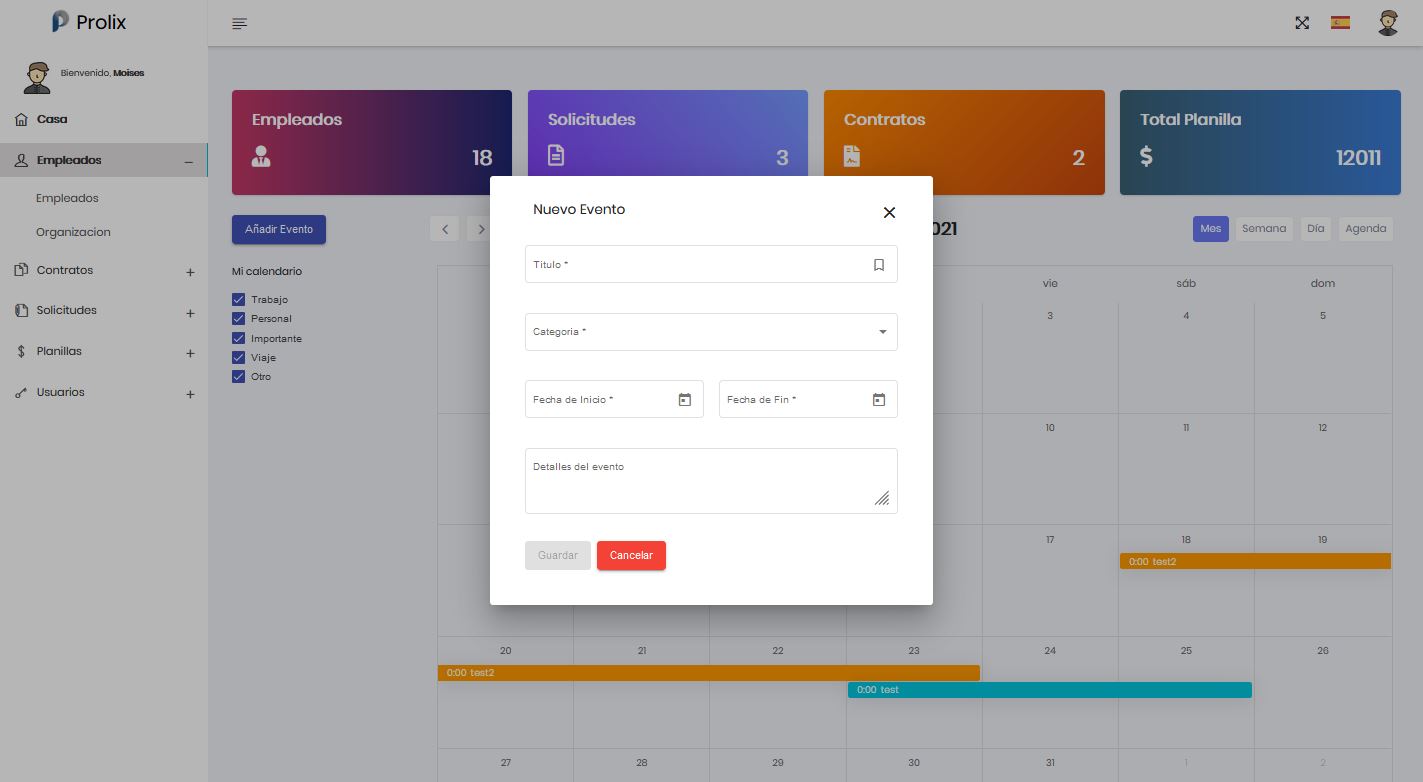 Prolix
Bienvenido, Moises
Casa
Empleados
Empleados
Organizacion
Contratos
Solicitudes
Planillas
Usuarios
Empleados
18
Solicitudes
3
Contratos
2
Total Planilla
12011
Añadir Evento
Mi calendario
Trabajo
Personal
Importante
Viaje
Otro
021
Mes Semana Día Agenda
Nuevo Evento
Titulo *
Categoria *
Fecha de Inicio * Fecha de Fin *
Detalles del evento
Guardar Cancelar
vie sáb dom
3 4 5
10 11 12
17 18 19
0:00 test2
20 21 22 23 24 25 26
0:00 test2
0:00 test
27 28 29 30 31 1 2